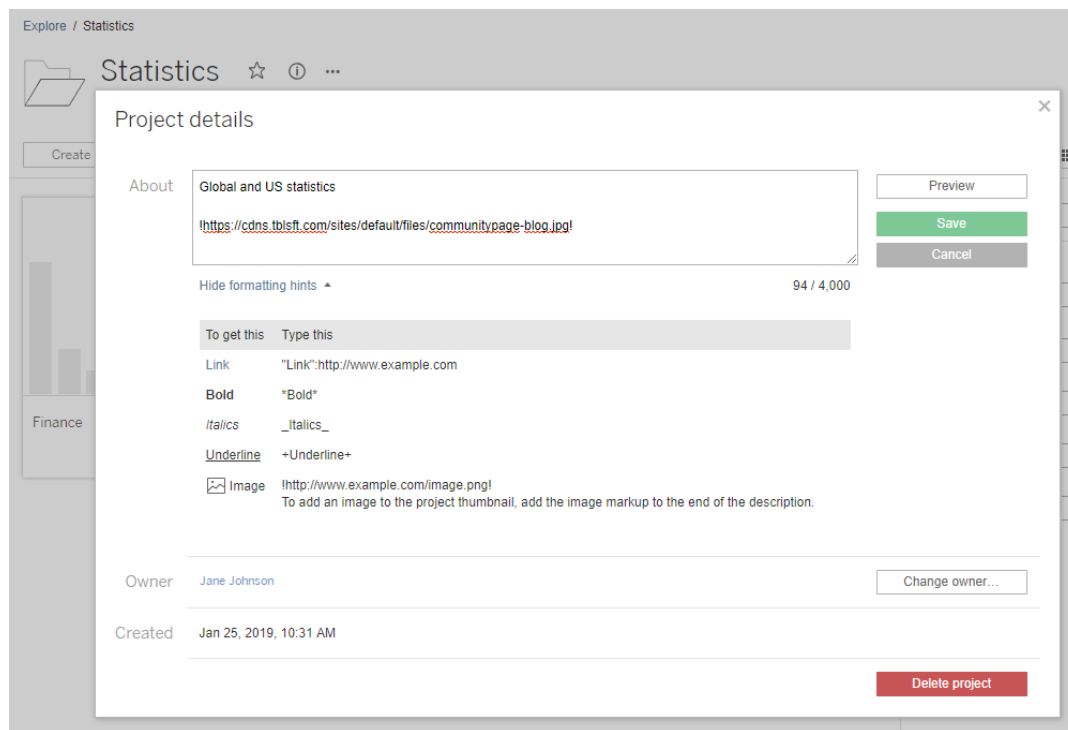 Explore / Statistics
Statistics
Project details
Create
About
Global and US statistics
!https://cdns.tblsft.com/sites/default/files/communitypage-blog.jpg!
Preview
Save
Cancel
Hide formatting hints
94 / 4,000
To get this Type this
Link "Link":http://www.example.com
Bold *Bold*
Italics _Italics_
Underline +Underline+
Image !http://www.example.com/image.png!
To add an image to the project thumbnail, add the image markup to the end of the description.
Finance
Owner Jane Johnson Change owner...
Created Jan 25, 2019, 10:31 AM
Delete project